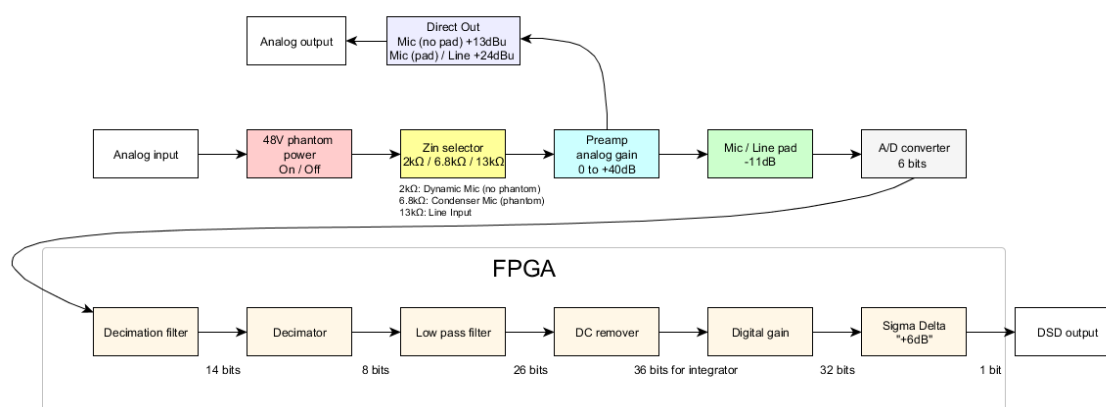 Analog output
Direct Out
Mic (no pad) +13dBu
Mic (pad) / Line +24dBu
Analog input
48V phantom
power
On / Off
Zin selector
2kΩ / 6.8kΩ / 13kΩ
Preamp
analog gain
0 to +40dB
Mic / Line pad
-11dB
A/D converter
6 bits
2kΩ: Dynamic Mic (no phantom)
6.8kΩ: Condenser Mic (phantom)
13kΩ: Line Input
FPGA
Decimation filter
Decimator
Low pass filter
DC remover
Digital gain
Sigma Delta
"+6dB"
DSD output
14 bits
8 bits
26 bits
36 bits for integrator
32 bits
1 bit